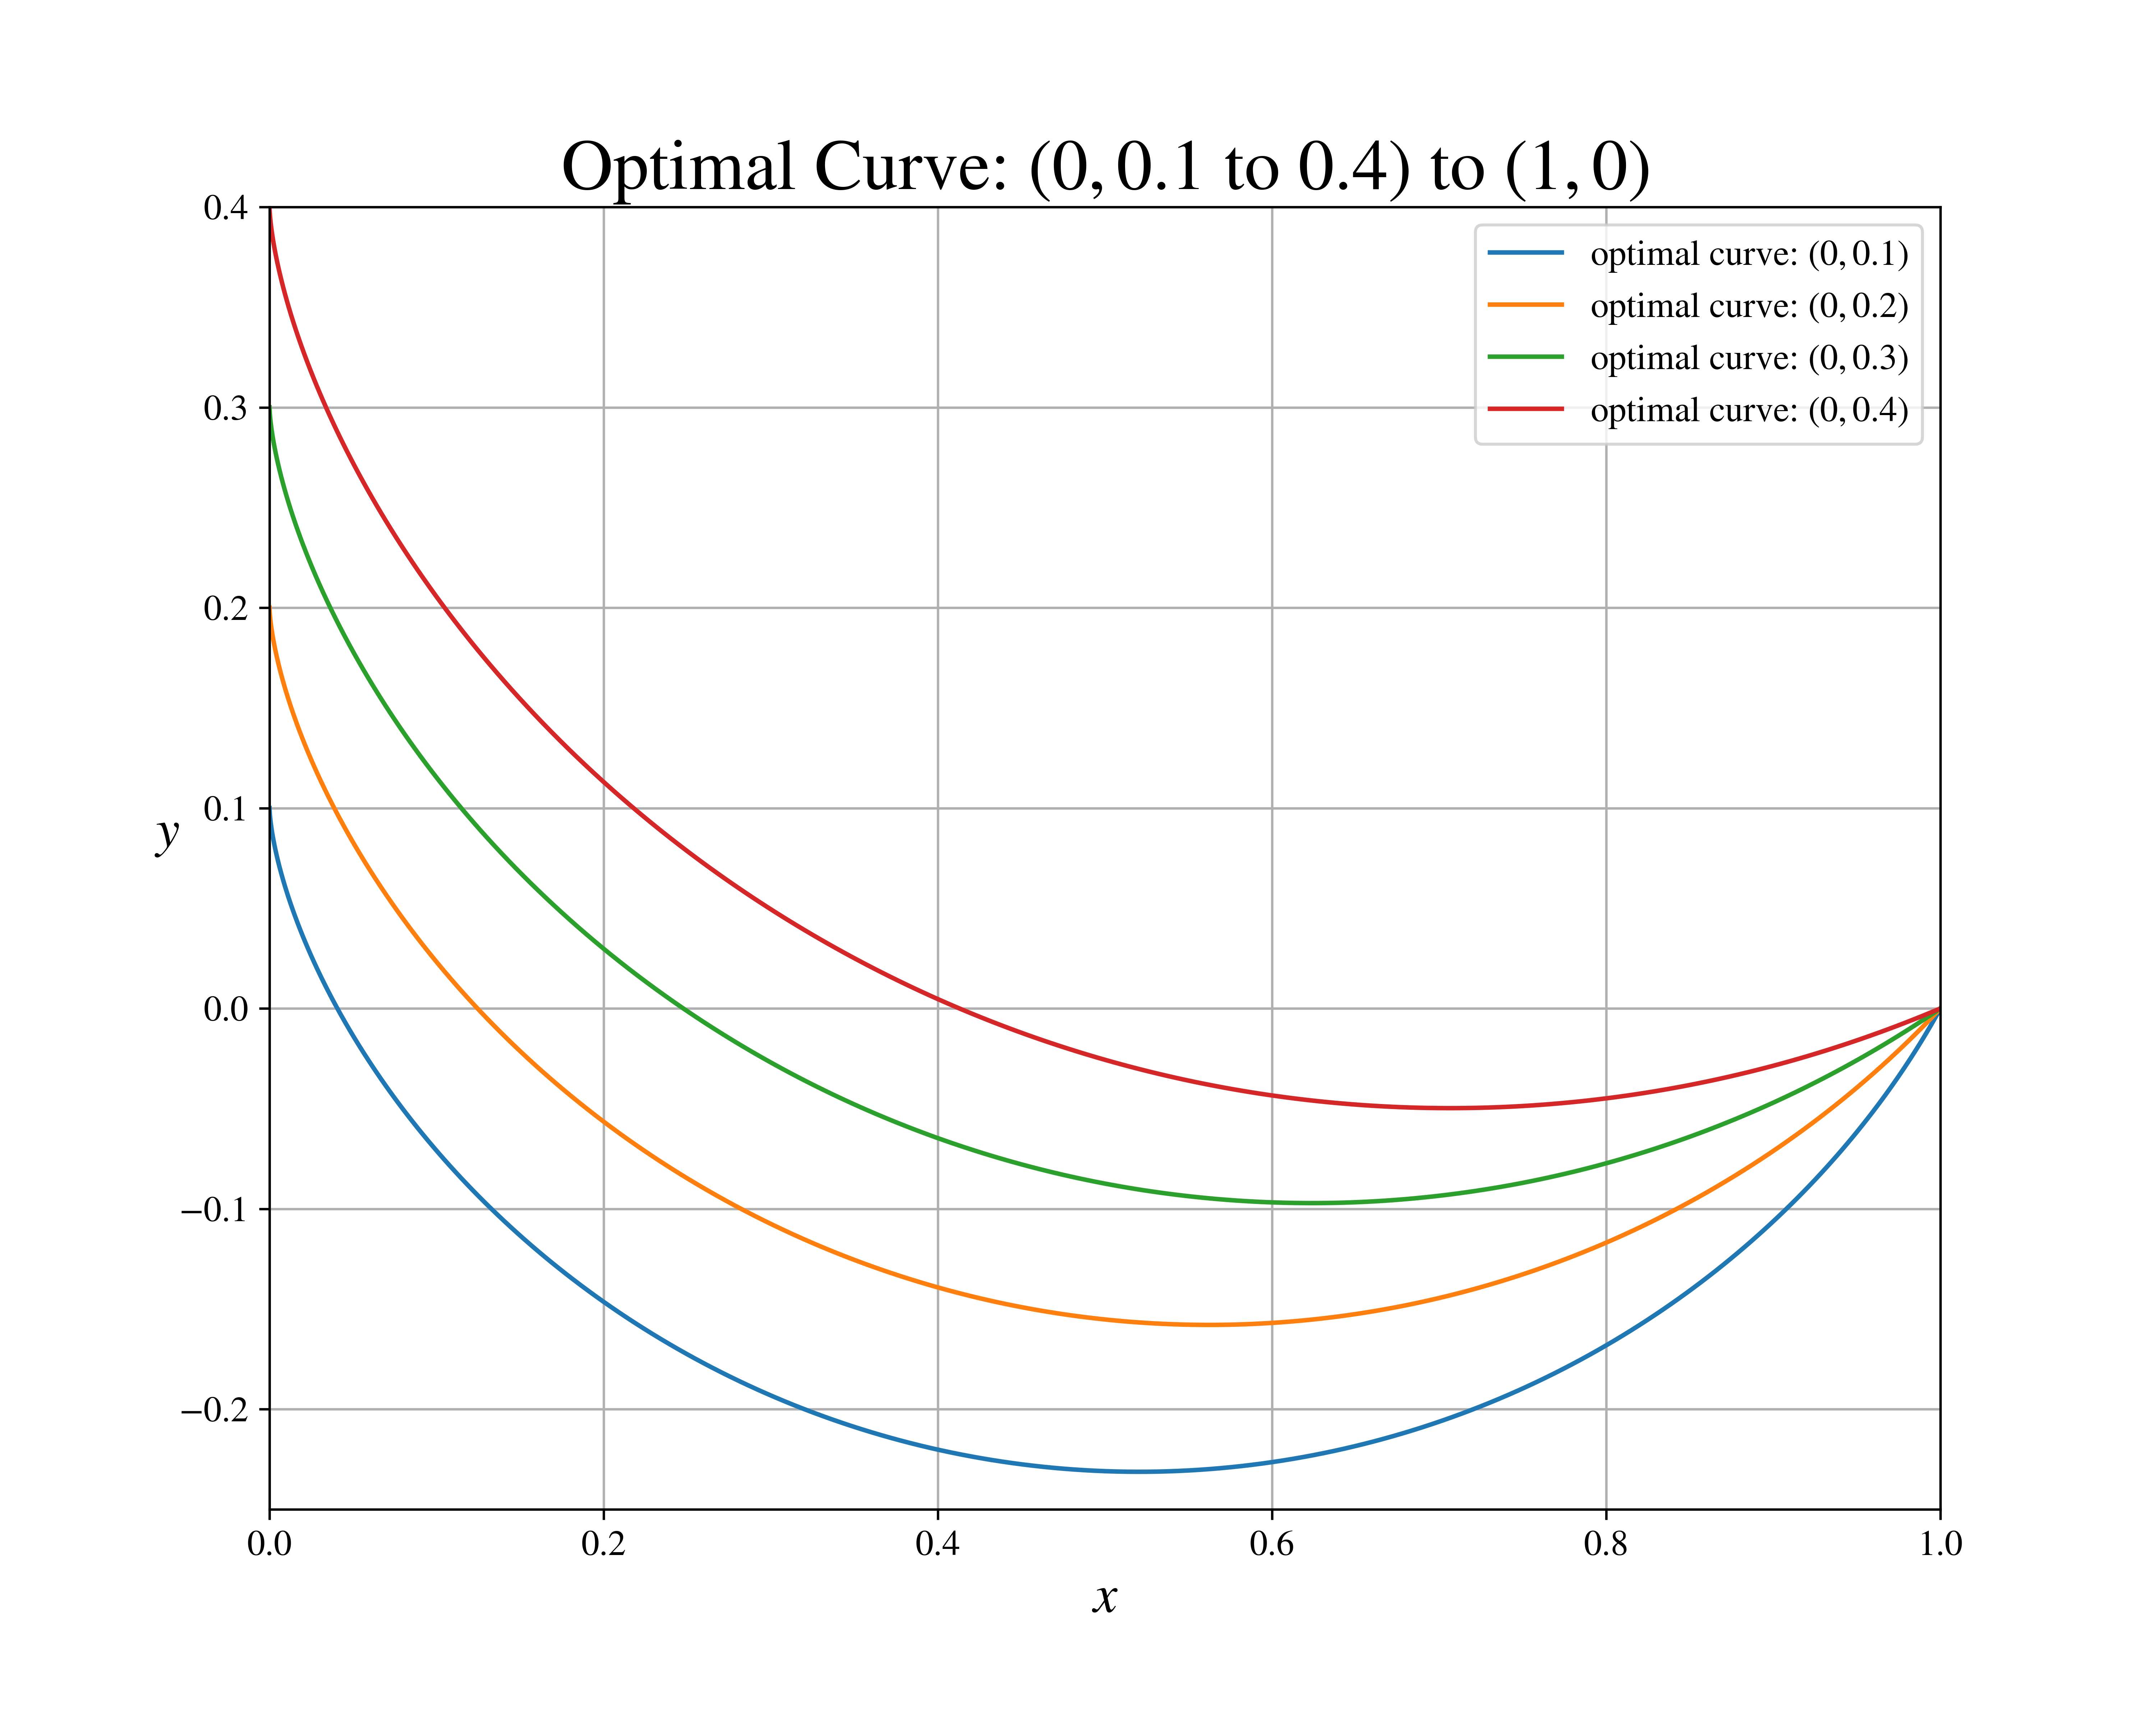 Optimal Curve: (0, 0.1 to 0.4) to (1, 0)
optimal curve: (0, 0.1)
optimal curve: (0, 0.2)
optimal curve: (0, 0.3)
optimal curve: (0, 0.4)
0.4
0.3
0.2
0.1
0.0
−0.1
−0.2
y
0.0 0.2 0.4 0.6 0.8 1.0
x